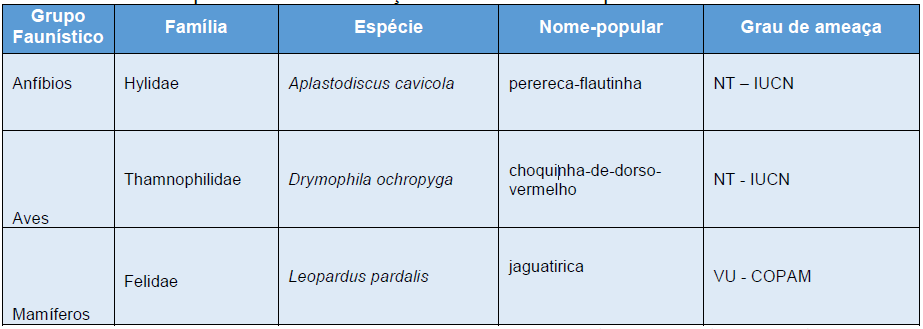 Grupo Faunístico | Família | Espécie | Nome-popular | Grau de ameaça
Anfíbios | Hylidae | Aplastodiscus cavicola | perereca-flautinha | NT – IUCN
Aves | Thamnophilidae | Drymophila ochropyga | choquinha-de-dorso-vermelho | NT - IUCN
Mamíferos | Felidae | Leopardus pardalis | jaguatirica | VU - COPAM